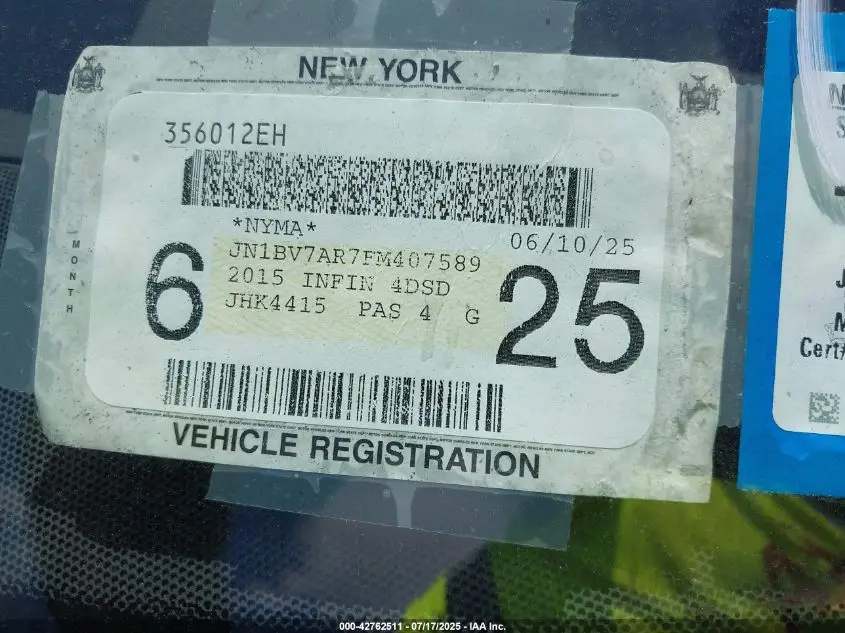 NEW YORK
356012EH
*NYMA*
06/10/25
JN1BV7AR7FM407589
2015 INFIN 4DSD
JHK4415 PAS 4 G
MONTH
6
25
VEHICLE REGISTRATION
N
S
J
M
Cert
000-42762511 - 07/17/2025 - IAA Inc.